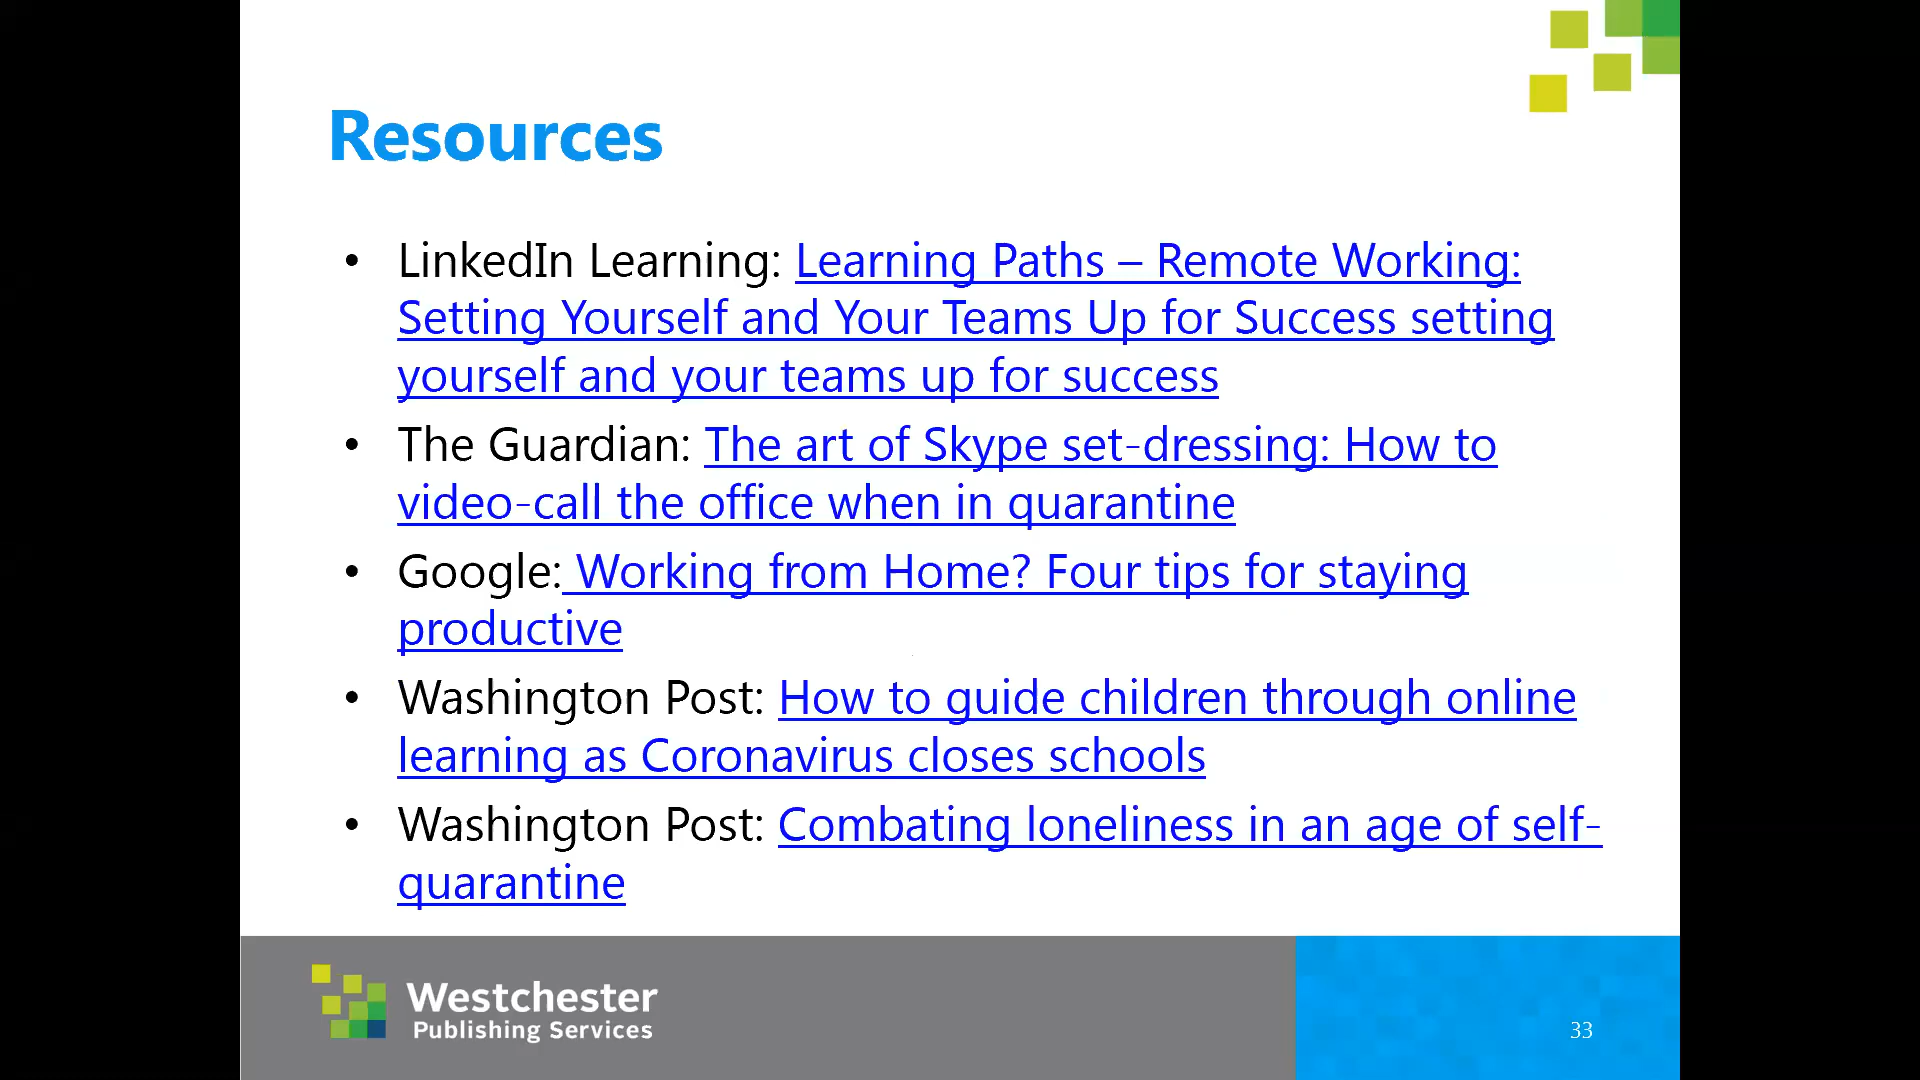 Resources
• LinkedIn Learning: Learning Paths – Remote Working:
Setting Yourself and Your Teams Up for Success setting
yourself and your teams up for success
• The Guardian: The art of Skype set-dressing: How to
video-call the office when in quarantine
• Google: Working from Home? Four tips for staying
productive
• Washington Post: How to guide children through online
learning as Coronavirus closes schools
• Washington Post: Combating loneliness in an age of self-
quarantine
Westchester
Publishing Services
33